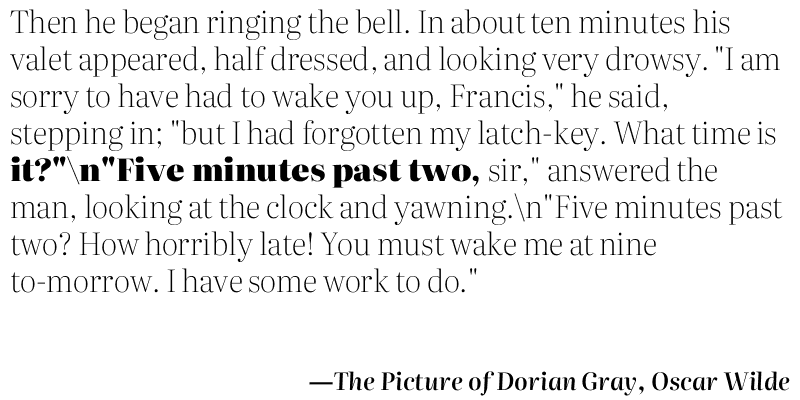 Then he began ringing the bell. In about ten minutes his
valet appeared, half dressed, and looking very drowsy. "I am
sorry to have had to wake you up, Francis," he said,
stepping in; "but I had forgotten my latch-key. What time is
it?"\n"Five minutes past two, sir," answered the
man, looking at the clock and yawning.\n"Five minutes past
two? How horribly late! You must wake me at nine
to-morrow. I have some work to do."
—The Picture of Dorian Gray, Oscar Wilde